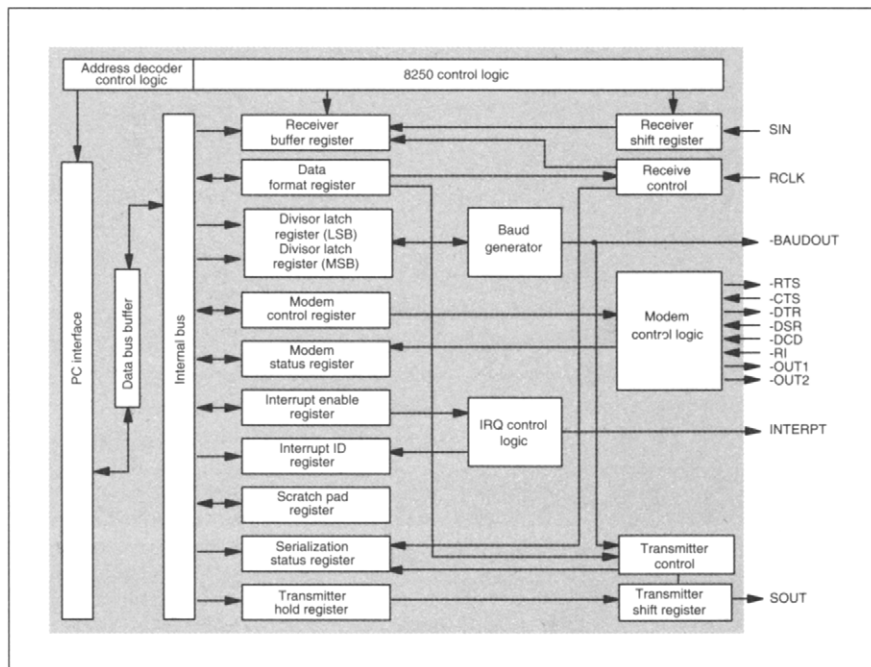 Address decoder
control logic
8250 control logic
Receiver
buffer register
Receiver
shift register
SIN
Data
format register
Receive
control
RCLK
Divisor latch
register (LSB)
Divisor latch
register (MSB)
Baud
generator
-BAUDOUT
Modem
control register
Modem
control logic
-RTS
-CTS
-DTR
-DSR
-DCD
-RI
-OUT1
-OUT2
Modem
status register
PC interface
Data bus buffer
Internal bus
Interrupt enable
register
IRQ control
logic
INTERPT
Interrupt ID
register
Scratch pad
register
Serialization
status register
Transmitter
control
Transmitter
hold register
Transmitter
shift register
SOUT